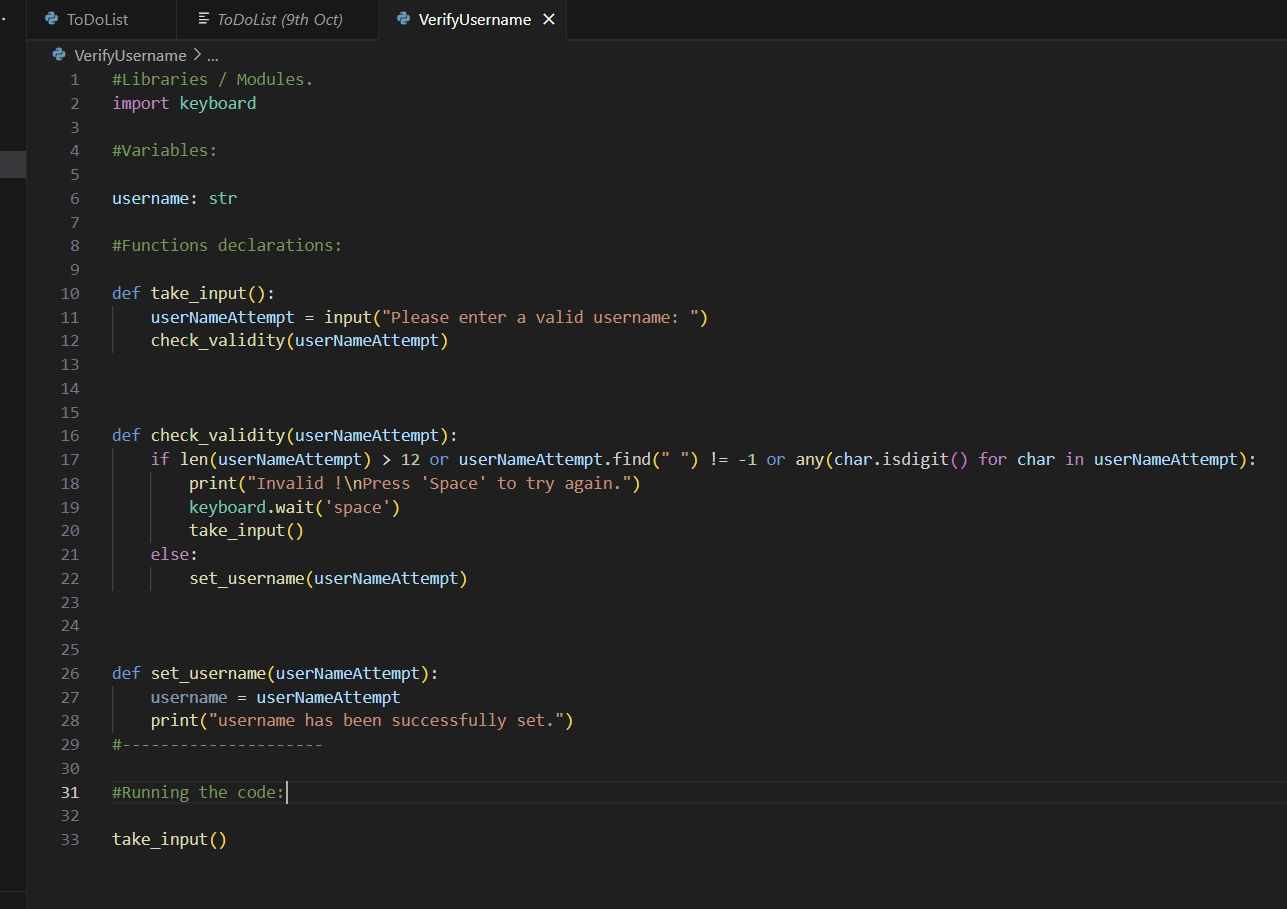 ToDoList
ToDoList (9th Oct)
VerifyUsername
VerifyUsername > ...
1 #Libraries / Modules.
2 import keyboard
3
4 #Variables:
5
6 username: str
7
8 #Functions declarations:
9
10 def take_input():
11     userNameAttempt = input("Please enter a valid username: ")
12     check_validity(userNameAttempt)
13
14
15
16 def check_validity(userNameAttempt):
17     if len(userNameAttempt) > 12 or userNameAttempt.find(" ") != -1 or any(char.isdigit() for char in userNameAttempt):
18         print("Invalid !\nPress 'Space' to try again.")
19         keyboard.wait('space')
20         take_input()
21     else:
22         set_username(userNameAttempt)
23
24
25
26 def set_username(userNameAttempt):
27     username = userNameAttempt
28     print("username has been successfully set.")
29 #---------------------
30
31 #Running the code:
32
33 take_input()